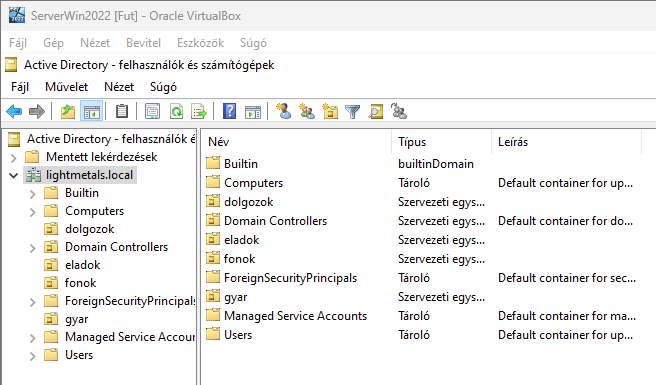 ServerWin2022 [Fut] - Oracle VirtualBox
Fájl Gép Nézet Bevitel Eszközök Súgó
Active Directory - felhasználók és számítógépek
Fájl Művelet Nézet Súgó
Active Directory - felhasználók é
Mentett lekérdezések
lightmetals.local
Builtin
Computers
dolgozok
Domain Controllers
eladok
fonok
ForeignSecurityPrincipals
gyar
Managed Service Accour
Users
Név Típus Leírás
Builtin builtinDomain
Computers Tároló Default container for up...
dolgozok Szervezeti egys...
Domain Controllers Szervezeti egys... Default container for do...
eladok Szervezeti egys...
fonok Szervezeti egys...
ForeignSecurityPrincipals Tároló Default container for sec...
gyar Szervezeti egys...
Managed Service Accounts Tároló Default container for ma...
Users Tároló Default container for up...